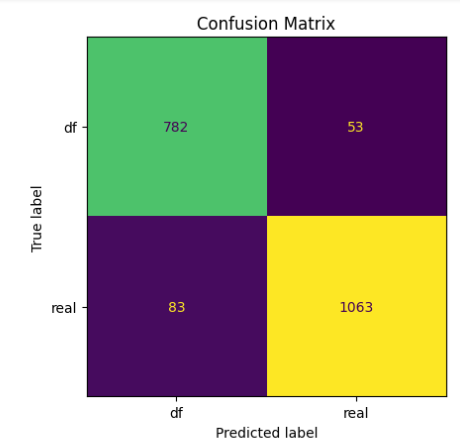 Confusion Matrix
df
782
53
True label
real
83
1063
df
real
Predicted label